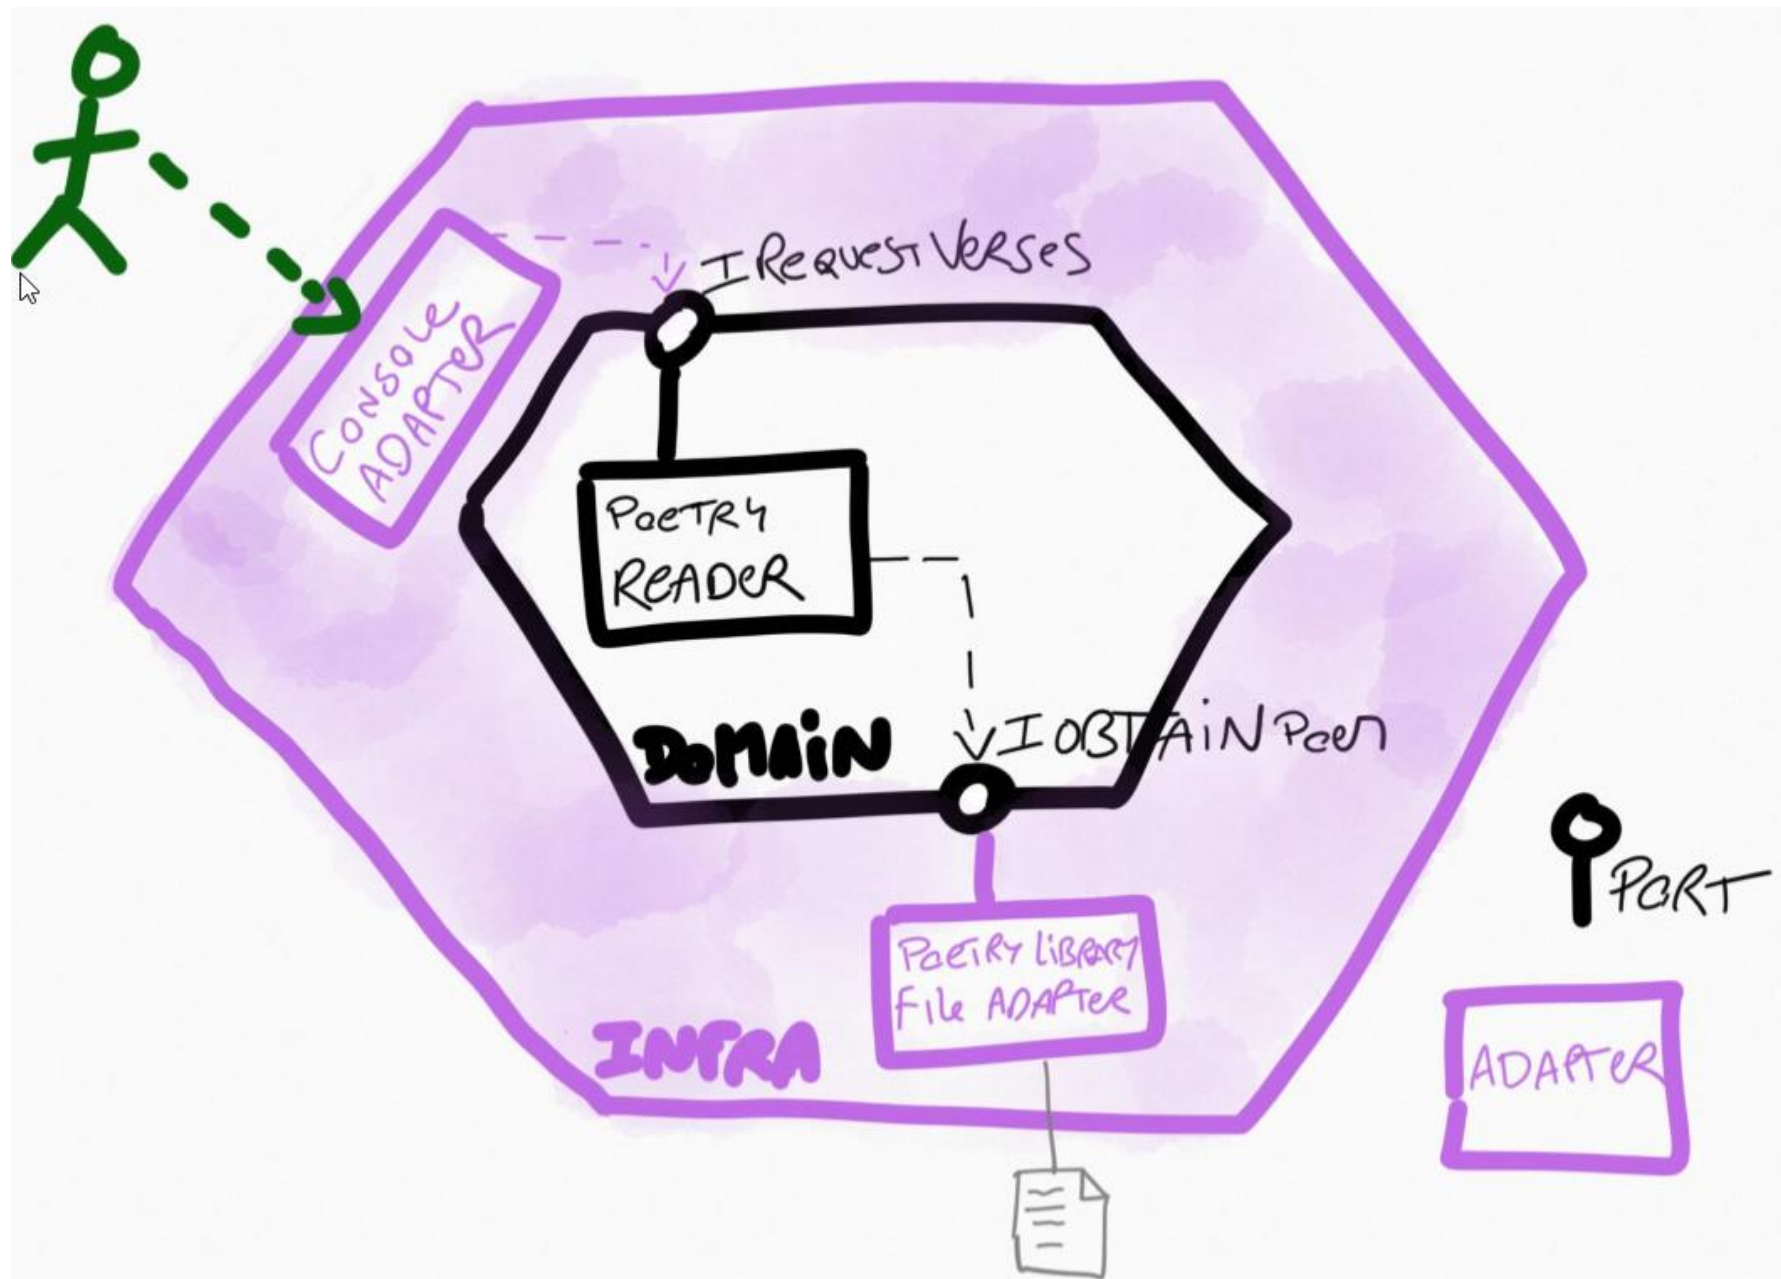 IRequestVerses
CONSOLE
ADAPTER
PoeTRy
READeR
DOMAiN
IOBTAiNPoem
PoeTRy LiBRARy
File ADAPTeR
INFRA
PORT
ADAPTeR